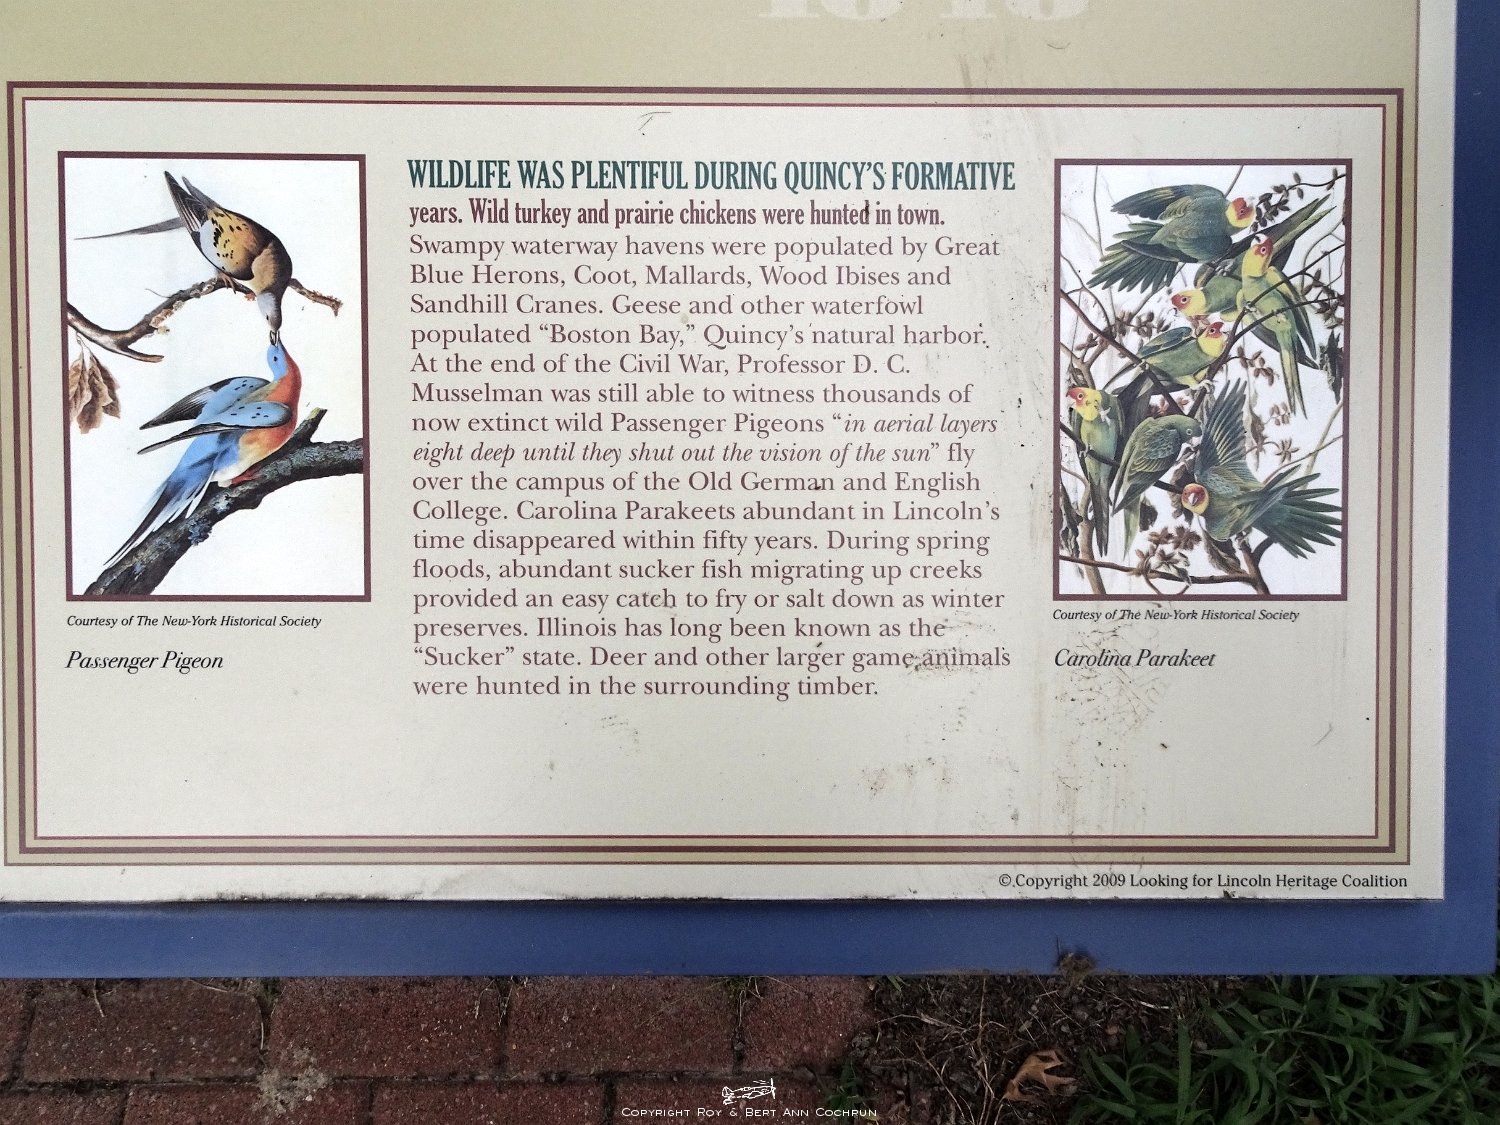 WILDLIFE WAS PLENTIFUL DURING QUINCY'S FORMATIVE
years. Wild turkey and prairie chickens were hunted in town.
Swampy waterway havens were populated by Great
Blue Herons, Coot, Mallards, Wood Ibises and
Sandhill Cranes. Geese and other waterfowl
populated “Boston Bay,” Quincy's natural harbor.
At the end of the Civil War, Professor D. C.
Musselman was still able to witness thousands of
now extinct wild Passenger Pigeons “in aerial layers
eight deep until they shut out the vision of the sun” fly
over the campus of the Old German and English
College. Carolina Parakeets abundant in Lincoln's
time disappeared within fifty years. During spring
floods, abundant sucker fish migrating up creeks
provided an easy catch to fry or salt down as winter
preserves. Illinois has long been known as the
“Sucker” state. Deer and other larger game animals
were hunted in the surrounding timber.
Courtesy of The New-York Historical Society
Passenger Pigeon
Courtesy of The New-York Historical Society
Carolina Parakeet
© Copyright 2009 Looking for Lincoln Heritage Coalition
Copyright Roy & Bert Ann Cochrun